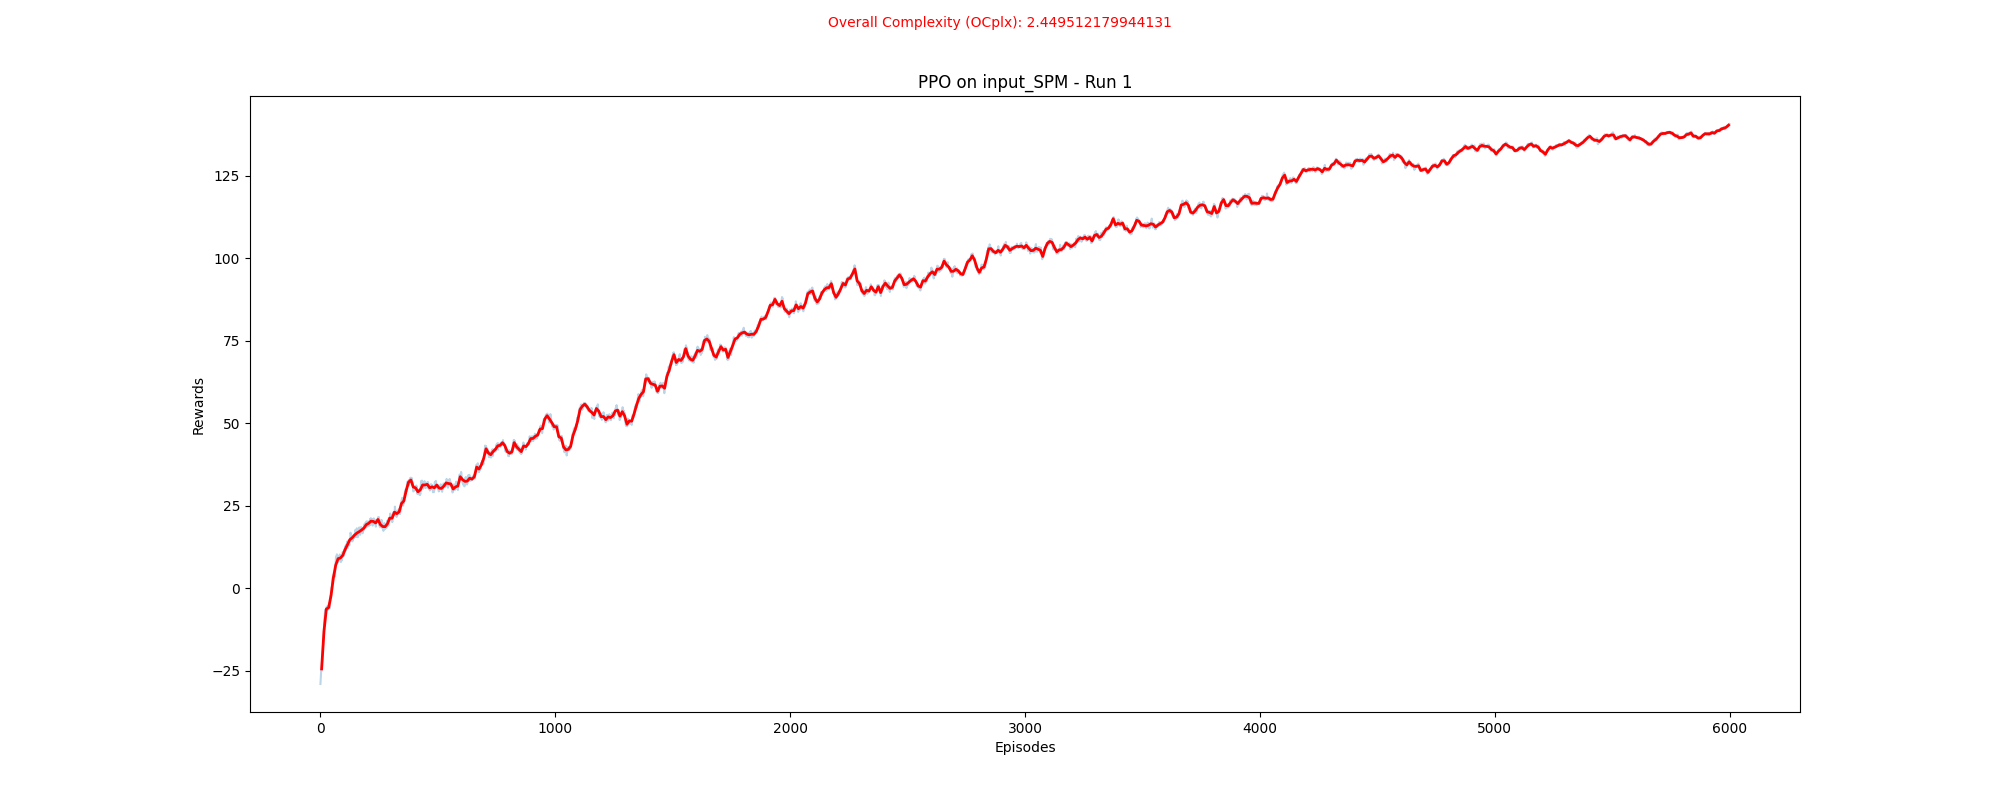 Overall Complexity (OCplx): 2.449512179944131
PPO on input_SPM - Run 1
Rewards
125
100
75
50
25
0
−25
0 1000 2000 3000 4000 5000 6000
Episodes